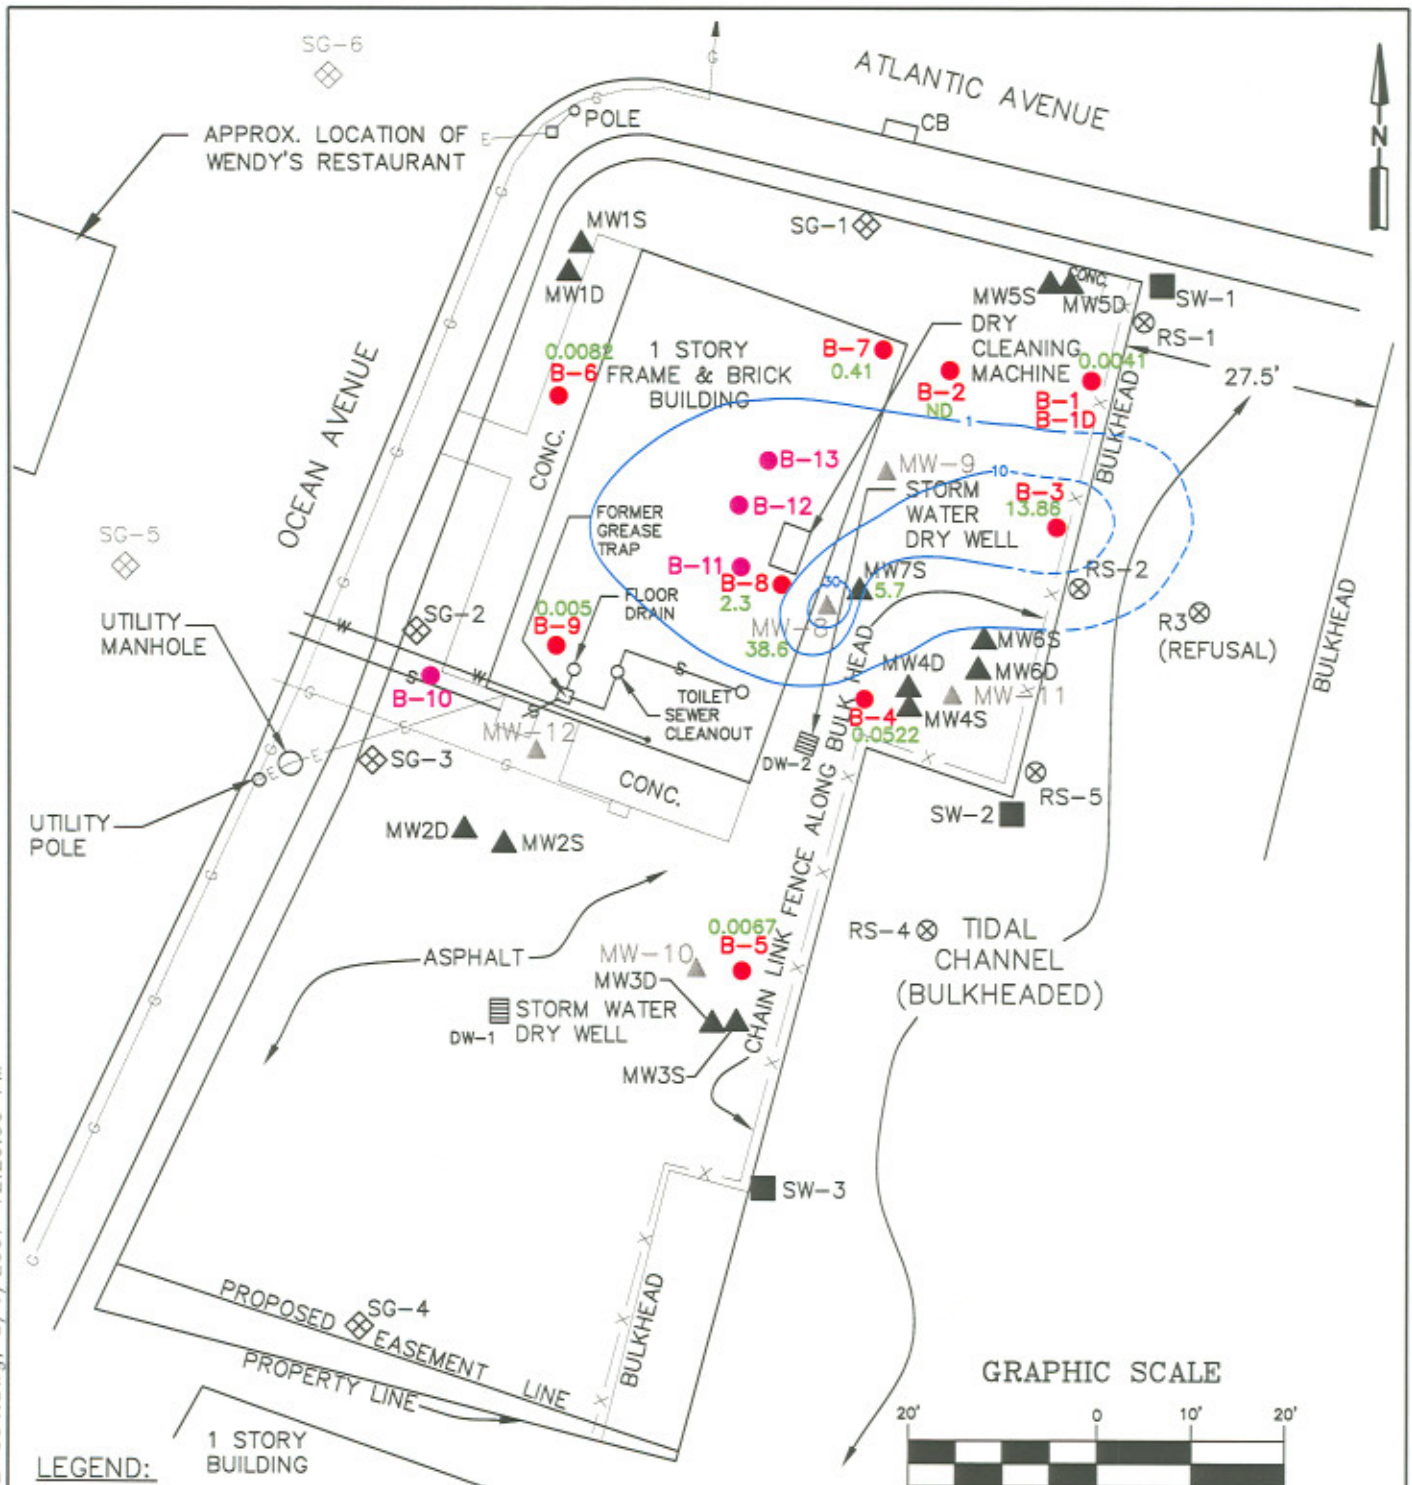 SG-6
ATLANTIC AVENUE
G
POLE
E
CB
APPROX. LOCATION OF
WENDY'S RESTAURANT
N
MW1S
SG-1
MW1D
CONC.
MW5S
MW5D
SW-1
DRY
CLEANING
MACHINE
RS-1
0.0082
B-6
1 STORY
FRAME & BRICK
BUILDING
B-7
0.41
B-2
ND
0.0041
B-1
B-1D
27.5'
OCEAN AVENUE
CONC.
1
BULKHEAD
B-13
MW-9
10
B-3
13.86
STORM
WATER
DRY WELL
B-12
FORMER
GREASE
TRAP
SG-5
B-11
B-8
2.3
30
MW7S
5.7
RS-2
FLOOR
DRAIN
0.005
B-9
MW-8
38.6
R3
(REFUSAL)
BULKHEAD
SG-2
UTILITY
MANHOLE
W
W
S
S
S
MW6S
MW6D
MW4D
MW-11
MW4S
B-10
TOILET
SEWER
CLEANOUT
B-4
0.0522
MW-12
DW-2
SG-3
E
E
CONC.
RS-5
SW-2
UTILITY
POLE
MW2D
MW2S
CHAIN LINK FENCE ALONG BULK HEAD
0.0067
B-5
RS-4
TIDAL
CHANNEL
(BULKHEADED)
ASPHALT
MW-10
MW3D
STORM WATER
DRY WELL
DW-1
MW3S
SW-3
BULKHEAD
PROPOSED EASEMENT LINE
SG-4
PROPERTY LINE
GRAPHIC SCALE
20' 0 10' 20'
1 STORY
BUILDING
LEGEND: